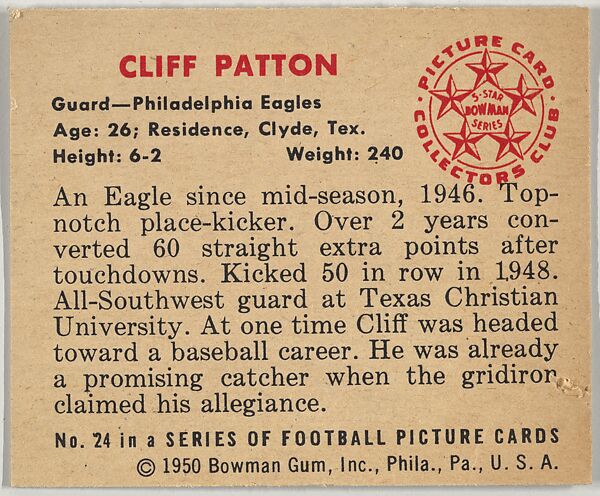 CLIFF PATTON
Guard—Philadelphia Eagles
Age: 26; Residence, Clyde, Tex.
Height: 6-2 Weight: 240
· PICTURE CARD ·
COLLECTORS CLUB
5-STAR
BOWMAN
SERIES
An Eagle since mid-season, 1946. Top-
notch place-kicker. Over 2 years con-
verted 60 straight extra points after
touchdowns. Kicked 50 in row in 1948.
All-Southwest guard at Texas Christian
University. At one time Cliff was headed
toward a baseball career. He was already
a promising catcher when the gridiron
claimed his allegiance.
No. 24 in a SERIES OF FOOTBALL PICTURE CARDS
© 1950 Bowman Gum, Inc., Phila., Pa., U. S. A.